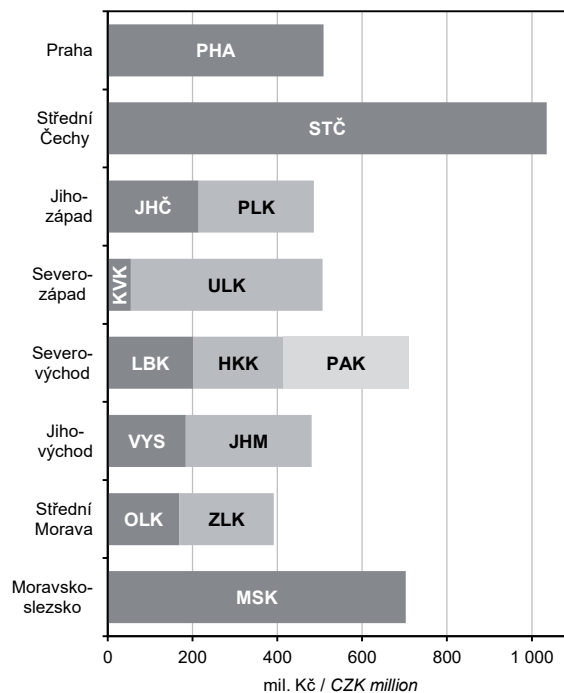 Praha
PHA
Střední
Čechy
STČ
Jiho-
západ
JHČ PLK
Severo-
západ
KVK ULK
Severo-
východ
LBK HKK PAK
Jiho-
východ
VYS JHM
Střední
Morava
OLK ZLK
Moravsko-
slezsko
MSK
0 200 400 600 800 1 000
mil. Kč / CZK million